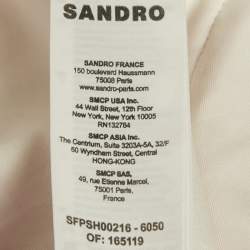 SANDRO
SANDRO FRANCE
150 boulevard Haussmann
75008 Paris
www.sandro-paris.com
SMCP USA Inc.
44 Wall Street, 12th Floor
New York, New York 10005
RN132764
SMCP ASIA Inc.
The Centrium, Suite 3203A-5A, 32/F
60 Wyndham Street, Central
HONG-KONG
SMCP SAS,
49, rue Etienne Marcel,
75001 Paris,
France
SFPSH00216 - 6050
OF: 165119